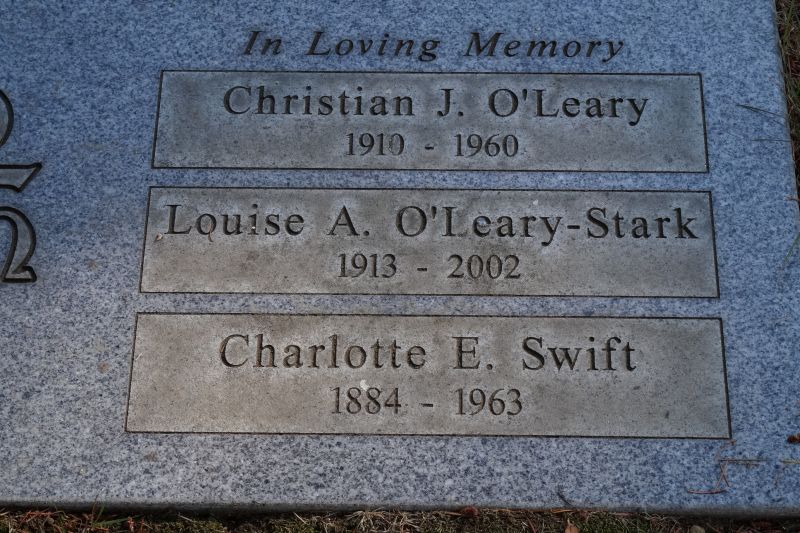 In Loving Memory
Christian J. O'Leary
1910 - 1960
Louise A. O'Leary-Stark
1913 - 2002
Charlotte E. Swift
1884 - 1963